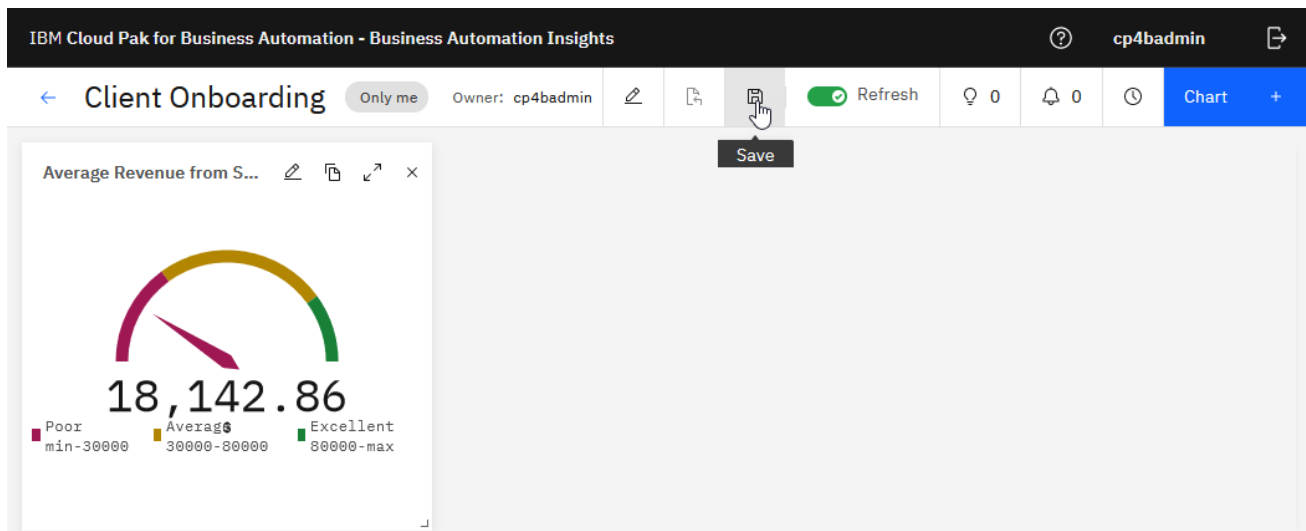 IBM Cloud Pak for Business Automation - Business Automation Insights cp4badmin
Client Onboarding Only me Owner: cp4badmin Refresh 0 0 Chart +
Save
Average Revenue from S...
18,142.86
Poor Averag$ Excellent
min-30000 30000-80000 80000-max